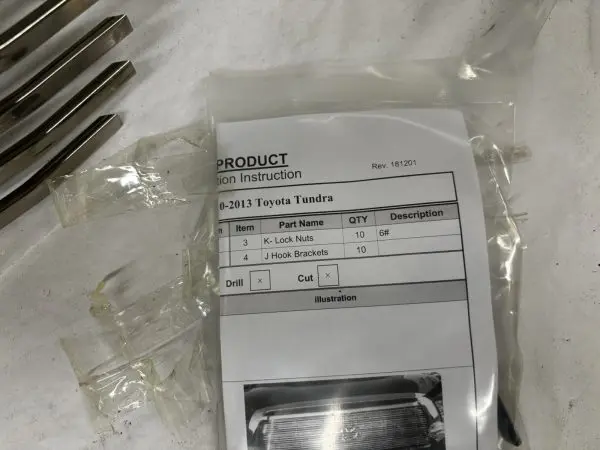 PRODUCT
tion Instruction
Rev. 181201
0-2013 Toyota Tundra
Item Part Name QTY Description
3 K- Lock Nuts 10 6#
4 J Hook Brackets 10
Drill × Cut ×
illustration